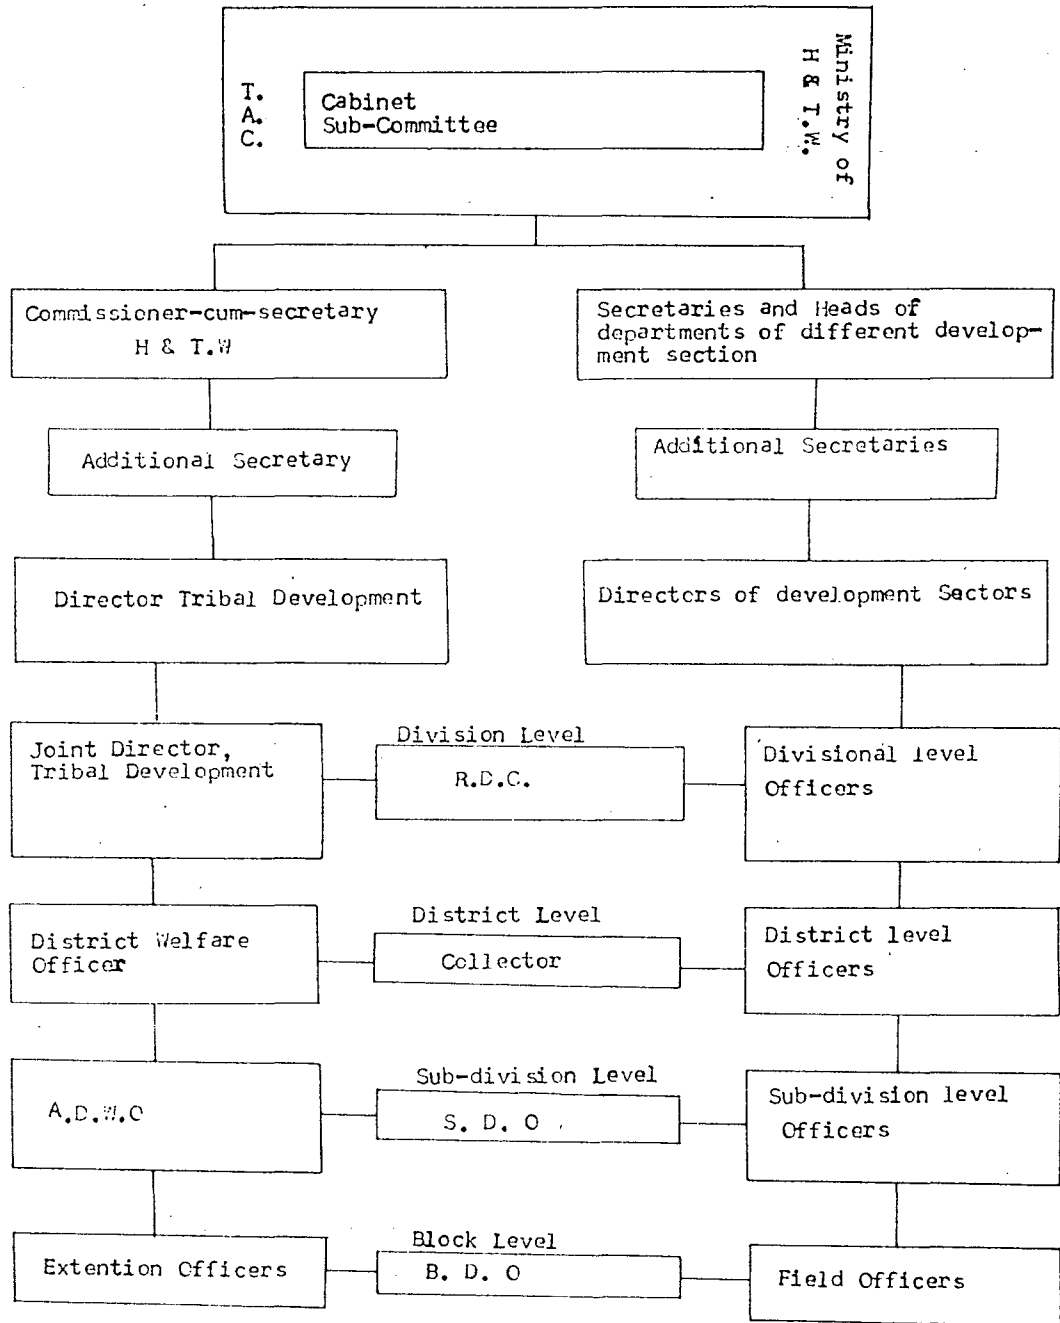 T.
A.
C.
Cabinet
Sub-Committee
Ministry of
H & T.W.
Commissioner-cum-secretary
H & T.W
Secretaries and Heads of
departments of different develop-
ment section
Additional Secretary
Additional Secretaries
Director Tribal Development
Directors of development Sectors
Joint Director,
Tribal Development
Division Level
R.D.C.
Divisional level
Officers
District Welfare
Officer
District Level
Collector
District level
Officers
A.D.W.O
Sub-division Level
S. D. O
Sub-division level
Officers
Extention Officers
Block Level
B. D. O
Field Officers